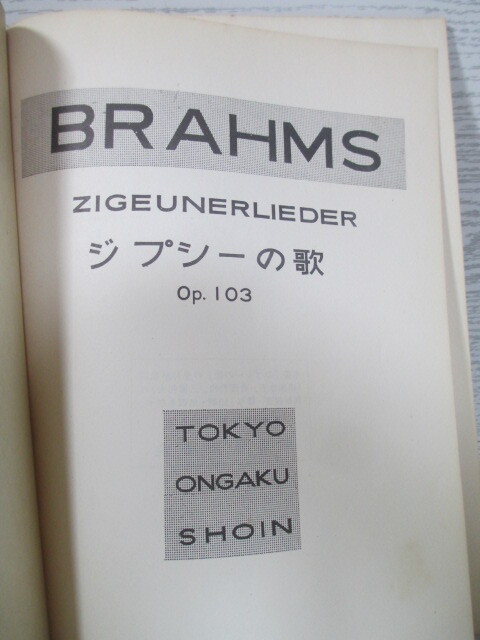 BRAHMS
ZIGEUNERLIEDER
ジプシーの歌
Op. 103
TOKYO
ONGAKU
SHOIN